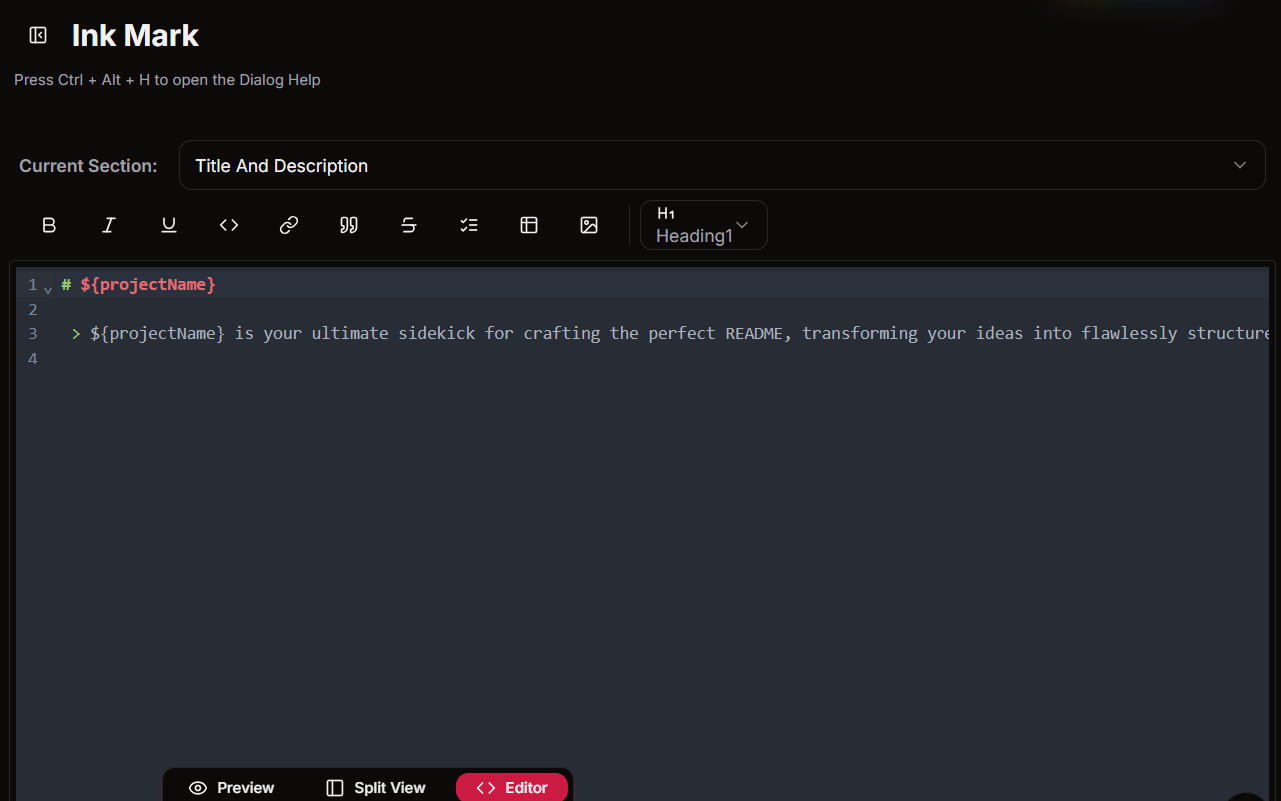 Ink Mark
Press Ctrl + Alt + H to open the Dialog Help
Current Section:
Title And Description
H1
Heading1
1 # ${projectName}
2
3 > ${projectName} is your ultimate sidekick for crafting the perfect README, transforming your ideas into flawlessly structure
4
Preview
Split View
Editor